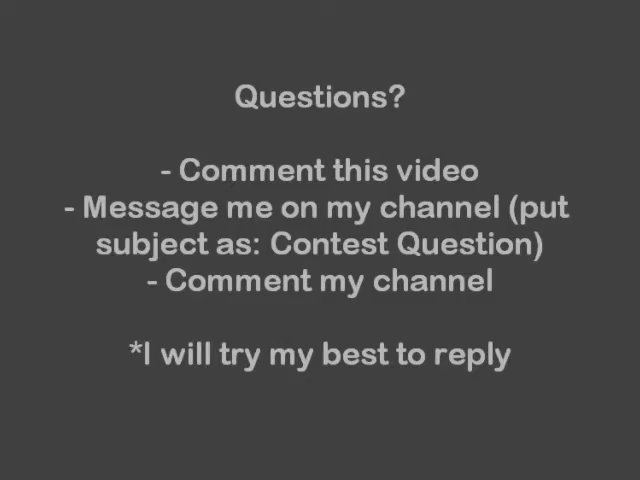 Questions?
- Comment this video
- Message me on my channel (put
subject as: Contest Question)
- Comment my channel
*I will try my best to reply